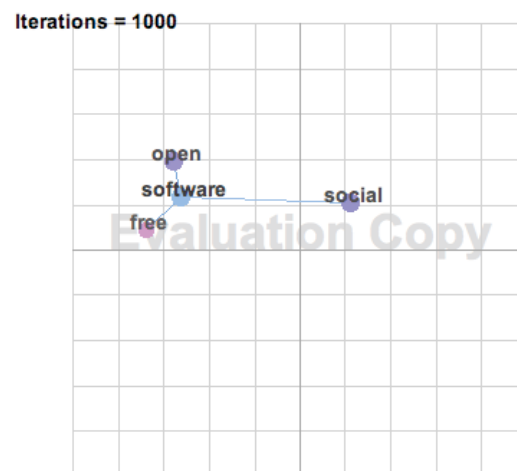 Iterations = 1000
open
software
social
free
Evaluation Copy